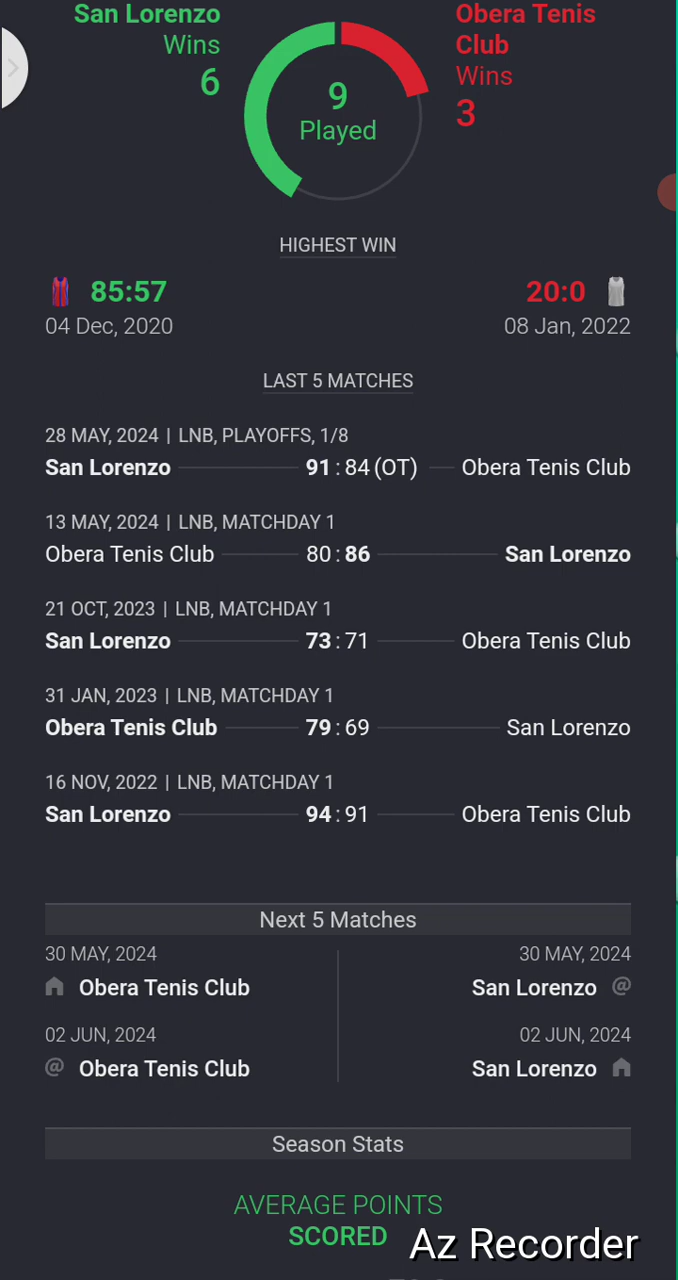 San Lorenzo
Wins
6
9
Played
Obera Tenis
Club
Wins
3
HIGHEST WIN
85:57
04 Dec, 2020
20:0
08 Jan, 2022
LAST 5 MATCHES
28 MAY, 2024 | LNB, PLAYOFFS, 1/8
San Lorenzo 91 : 84 (OT) Obera Tenis Club
13 MAY, 2024 | LNB, MATCHDAY 1
Obera Tenis Club 80 : 86 San Lorenzo
21 OCT, 2023 | LNB, MATCHDAY 1
San Lorenzo 73 : 71 Obera Tenis Club
31 JAN, 2023 | LNB, MATCHDAY 1
Obera Tenis Club 79 : 69 San Lorenzo
16 NOV, 2022 | LNB, MATCHDAY 1
San Lorenzo 94 : 91 Obera Tenis Club
Next 5 Matches
30 MAY, 2024 30 MAY, 2024
Obera Tenis Club San Lorenzo @
02 JUN, 2024 02 JUN, 2024
@ Obera Tenis Club San Lorenzo
Season Stats
AVERAGE POINTS
SCORED
Az Recorder